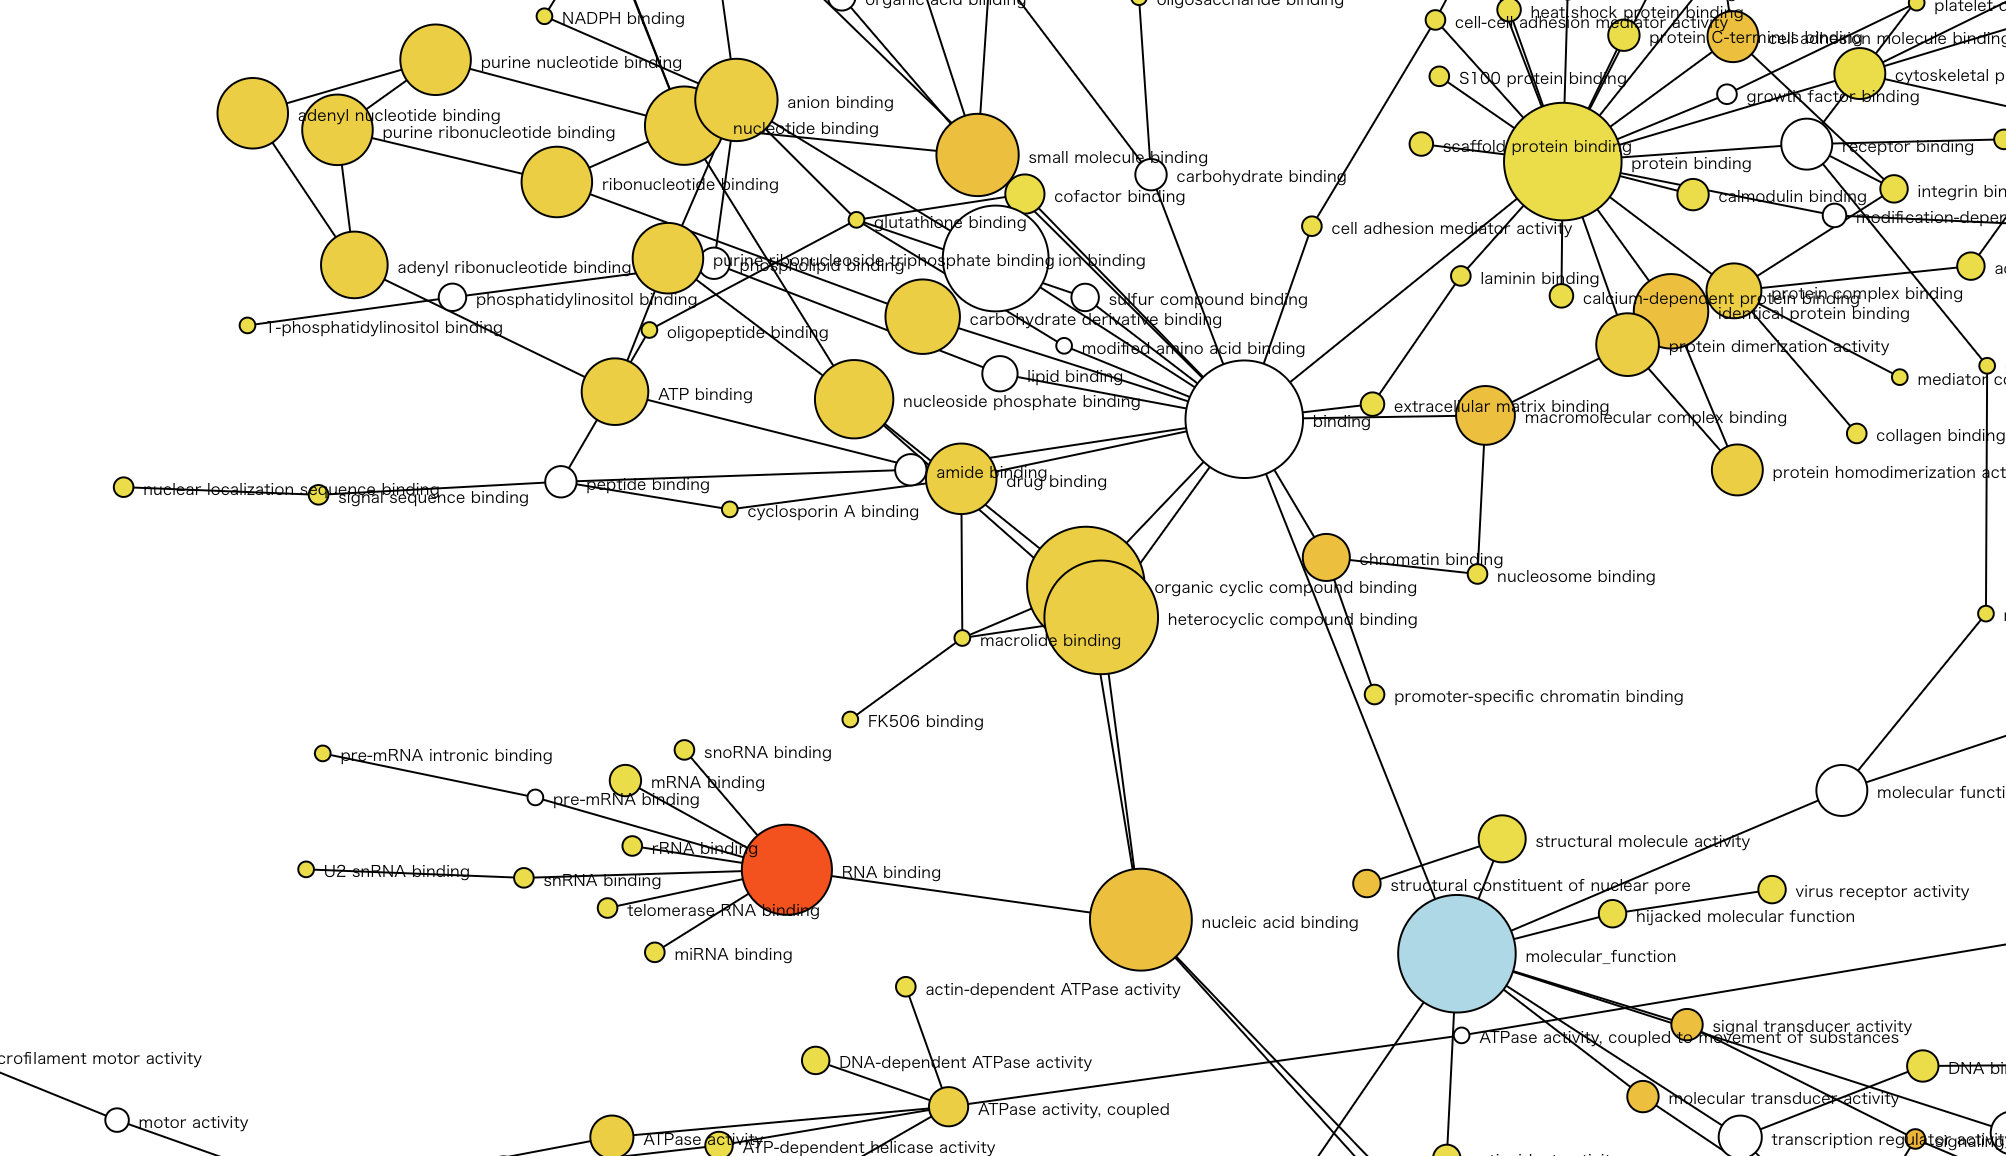 organic acid binding
oligosaccharide binding
platelet
NADPH binding
heat shock protein binding
cell-cell adhesion mediator activity
protein C-terminus binding
cell adhesion molecule binding
purine nucleotide binding
S100 protein binding
cytoskeletal p
growth factor binding
anion binding
adenyl nucleotide binding
purine ribonucleotide binding
nucleotide binding
scaffold protein binding
receptor binding
small molecule binding
protein binding
carbohydrate binding
ribonucleotide binding
cofactor binding
calmodulin binding
integrin bin
modification-depen
glutathione binding
cell adhesion mediator activity
purine ribonucleoside triphosphate binding
ion binding
phospholipid binding
adenyl ribonucleotide binding
laminin binding
protein complex binding
phosphatidylinositol binding
sulfur compound binding
calcium-dependent protein binding
identical protein binding
1-phosphatidylinositol binding
oligopeptide binding
carbohydrate derivative binding
modified amino acid binding
protein dimerization activity
lipid binding
mediator co
ATP binding
nucleoside phosphate binding
extracellular matrix binding
binding
macromolecular complex binding
collagen binding
amide binding
drug binding
protein homodimerization act
peptide binding
nuclear localization sequence binding
signal sequence binding
cyclosporin A binding
chromatin binding
nucleosome binding
organic cyclic compound binding
heterocyclic compound binding
macrolide binding
promoter-specific chromatin binding
FK506 binding
snoRNA binding
pre-mRNA intronic binding
mRNA binding
pre-mRNA binding
molecular functi
structural molecule activity
rRNA binding
U2 snRNA binding
RNA binding
snRNA binding
structural constituent of nuclear pore
virus receptor activity
telomerase RNA binding
hijacked molecular function
nucleic acid binding
miRNA binding
molecular_function
actin-dependent ATPase activity
signal transducer activity
ATPase activity, coupled to movement of substances
crofilament motor activity
DNA-dependent ATPase activity
DNA bin
molecular transducer activity
ATPase activity, coupled
motor activity
ATPase activity
ATP-dependent helicase activity
transcription regulator activity
signaling